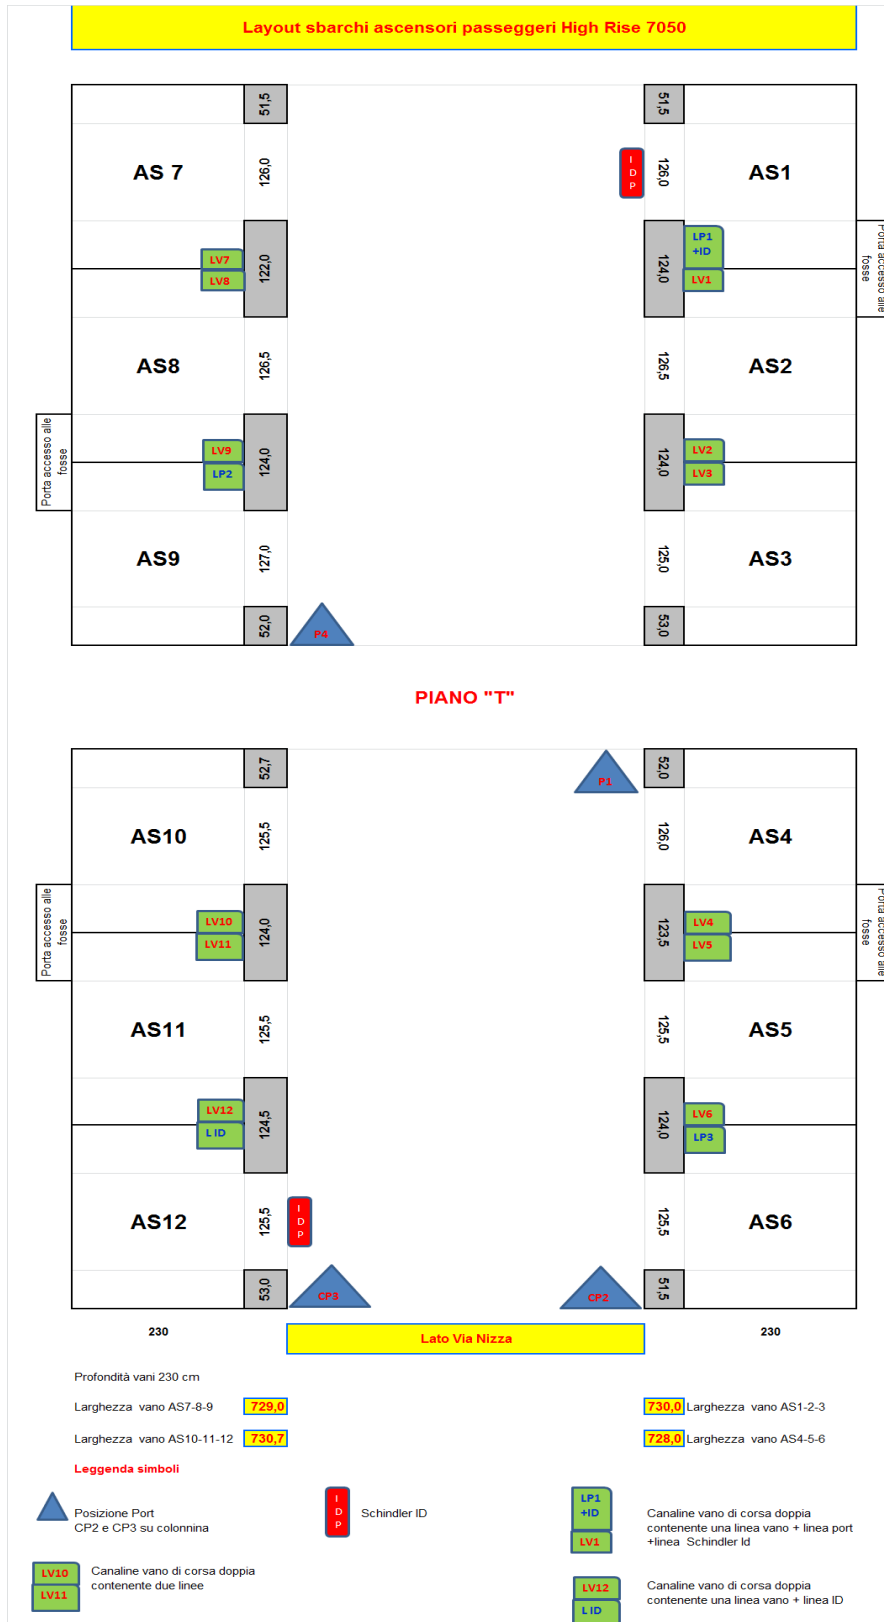 Layout sbarchi ascensori passeggeri High Rise 7050
51,5
51,5
AS 7
126,0
I
D
P
126,0
AS1
LV7
LV8
122,0
124,0
LP1
+ID
LV1
Porta accesso alle
fosse
AS8
126,5
126,5
AS2
Porta accesso alle
fosse
LV9
LP2
124,0
124,0
LV2
LV3
AS9
127,0
125,0
AS3
52,0
P4
53,0
PIANO "T"
52,7
P1
52,0
AS10
125,5
126,0
AS4
Porta accesso alle
fosse
LV10
LV11
124,0
123,5
LV4
LV5
Porta accesso alle
fosse
AS11
125,5
125,5
AS5
LV12
L ID
124,5
124,0
LV6
LP3
AS12
125,5
I
D
P
125,5
AS6
53,0
CP3
CP2
51,5
230
Lato Via Nizza
230
Profondità vani 230 cm
Larghezza vano AS7-8-9
729,0
730,0
Larghezza vano AS1-2-3
Larghezza vano AS10-11-12
730,7
728,0
Larghezza vano AS4-5-6
Leggenda simboli
Posizione Port
CP2 e CP3 su colonnina
I
D
P
Schindler ID
LP1
+ID
LV1
Canaline vano di corsa doppia
contenente una linea vano + linea port
+linea Schindler Id
LV10
LV11
Canaline vano di corsa doppia
contenente due linee
LV12
L ID
Canaline vano di corsa doppia
contenente una linea vano + linea ID